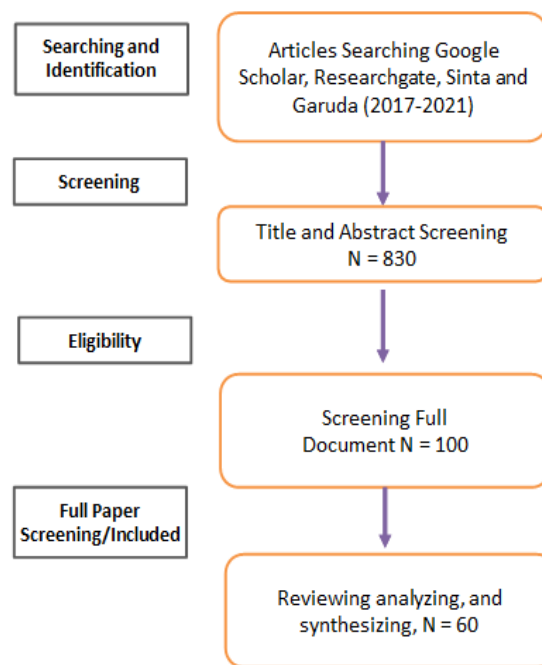 Searching and
Identification
Articles Searching Google
Scholar, Researchgate, Sinta and
Garuda (2017-2021)
Screening
Title and Abstract Screening
N = 830
Eligibility
Screening Full
Document N = 100
Full Paper
Screening/Included
Reviewing analyzing, and
synthesizing, N = 60